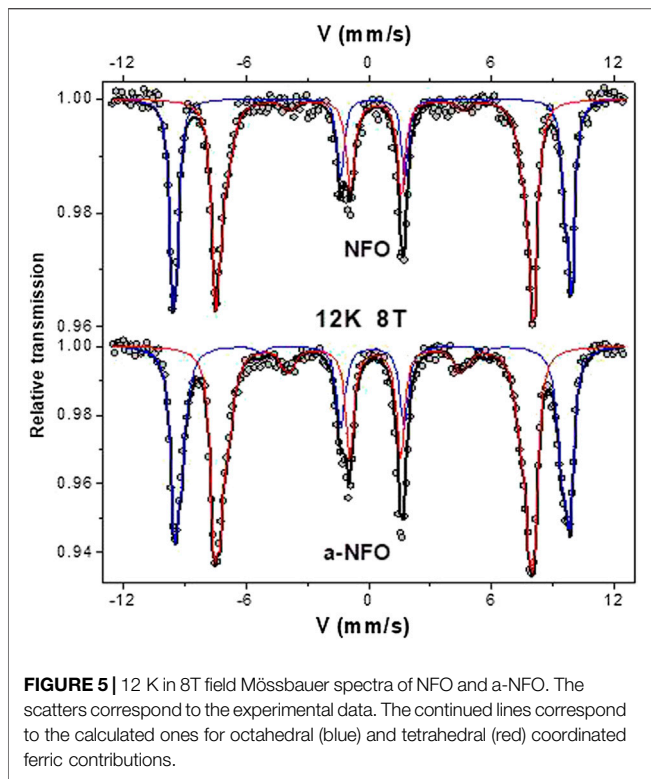 V (mm/s)
-12 -6 0 6 12
1.00
0.98
NFO
12K 8T
0.96
1.00
Relative transmission
0.98
0.96
a-NFO
0.94
-12 -6 0 6 12
V (mm/s)
FIGURE 5 | 12 K in 8T field Mössbauer spectra of NFO and a-NFO. The
scatters correspond to the experimental data. The continued lines correspond
to the calculated ones for octahedral (blue) and tetrahedral (red) coordinated
ferric contributions.